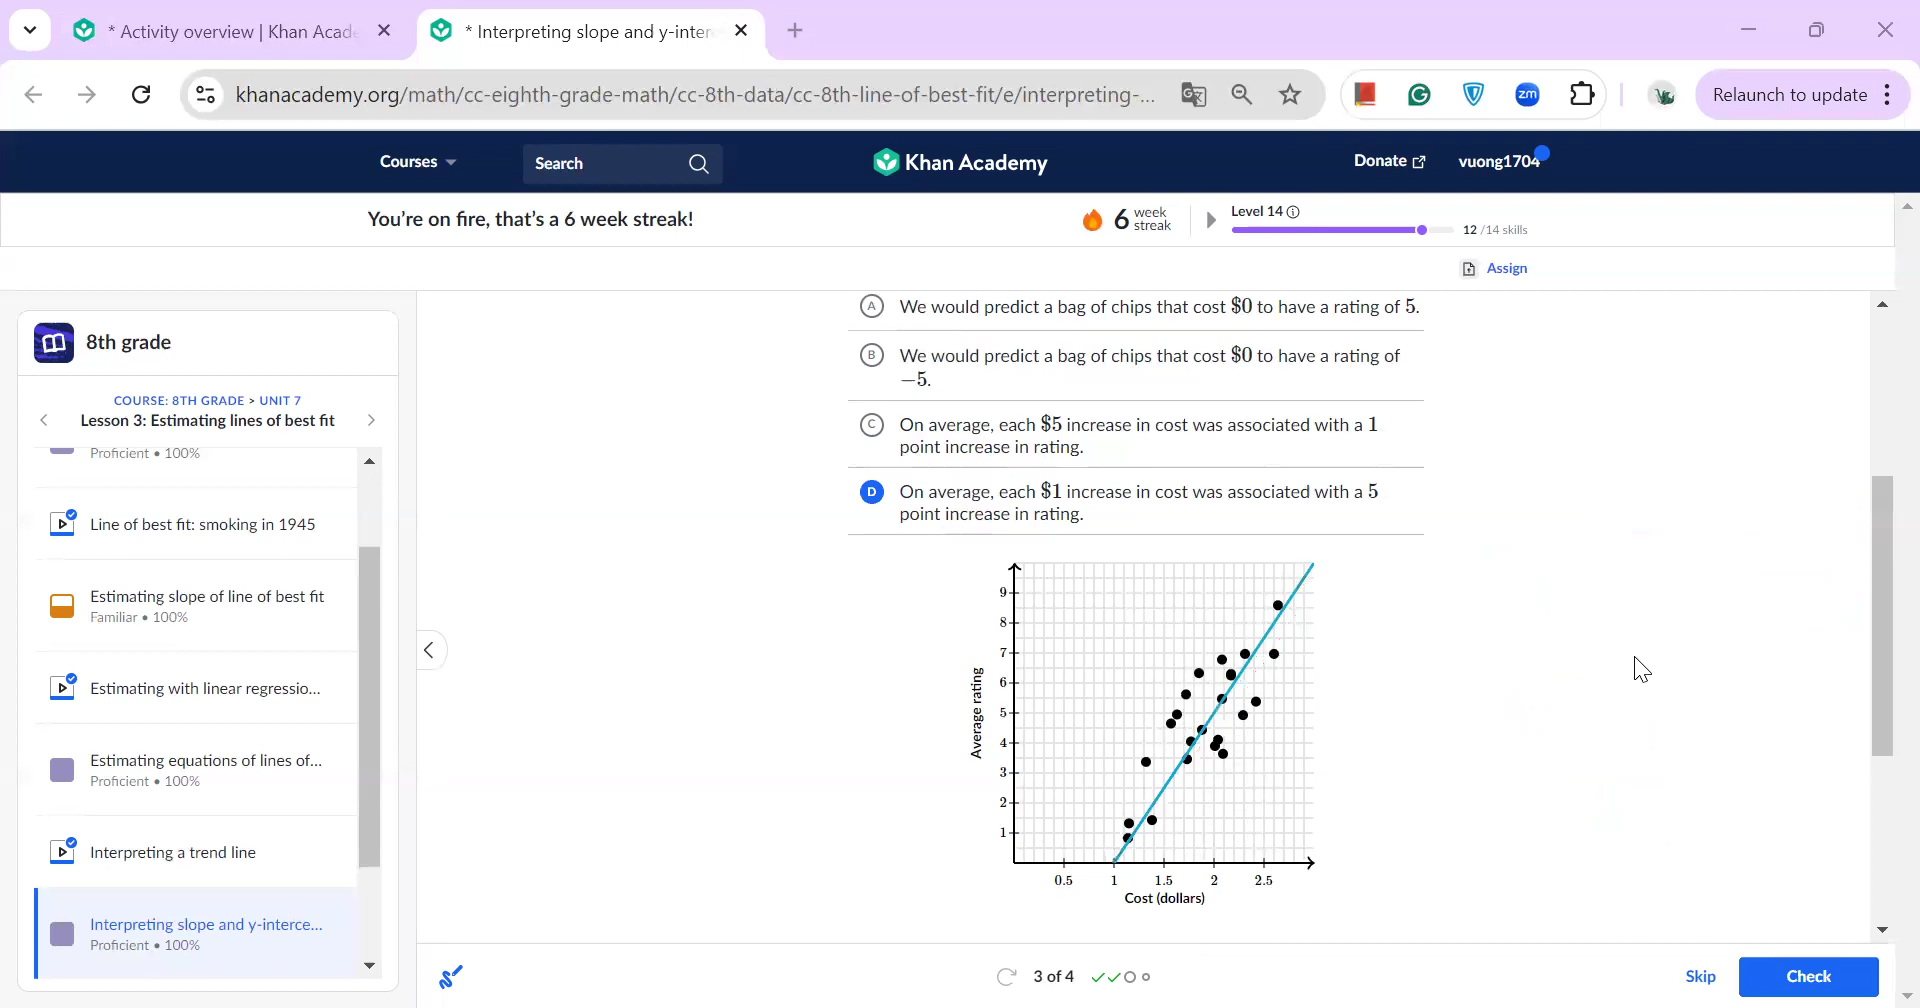 * Activity overview | Khan Acade
* Interpreting slope and y-inter
khanacademy.org/math/cc-eighth-grade-math/cc-8th-data/cc-8th-line-of-best-fit/e/interpreting-...
zm
Relaunch to update
Courses
Search
Khan Academy
Donate
vuong1704
You're on fire, that's a 6 week streak!
6 week streak
Level 14
12 /14 skills
Assign
8th grade
COURSE: 8TH GRADE > UNIT 7
Lesson 3: Estimating lines of best fit
Proficient • 100%
Line of best fit: smoking in 1945
Estimating slope of line of best fit
Familiar • 100%
Estimating with linear regressio...
Estimating equations of lines of...
Proficient • 100%
Interpreting a trend line
Interpreting slope and y-interce...
Proficient • 100%
A We would predict a bag of chips that cost $0 to have a rating of 5.
B We would predict a bag of chips that cost $0 to have a rating of
−5.
C On average, each $5 increase in cost was associated with a 1
point increase in rating.
D On average, each $1 increase in cost was associated with a 5
point increase in rating.
9
8
7
6
5
4
3
2
1
Average rating
0.5 1 1.5 2 2.5
Cost (dollars)
3 of 4
Skip
Check